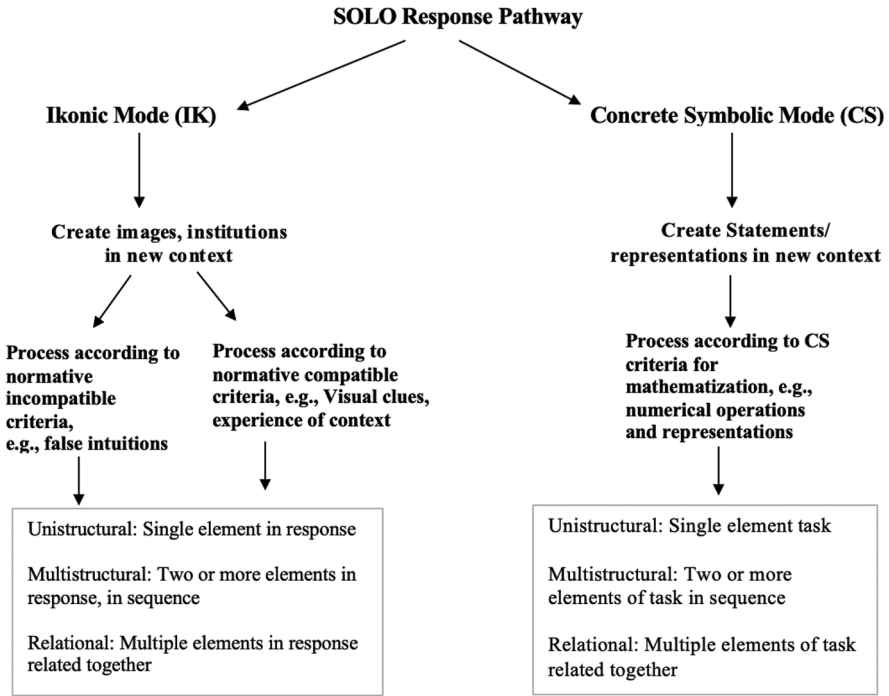 SOLO Response Pathway
Ikonic Mode (IK)
Concrete Symbolic Mode (CS)
Create images, institutions
in new context
Create Statements/
representations in new context
Process according to
normative
incompatible
criteria,
e.g., false intuitions
Process according to
normative compatible
criteria, e.g., Visual clues,
experience of context
Process according to CS
criteria for
mathematization, e.g.,
numerical operations
and representations
Unistructural: Single element in response
Multistructural: Two or more elements in
response, in sequence
Relational: Multiple elements in response
related together
Unistructural: Single element task
Multistructural: Two or more
elements of task in sequence
Relational: Multiple elements of task
related together